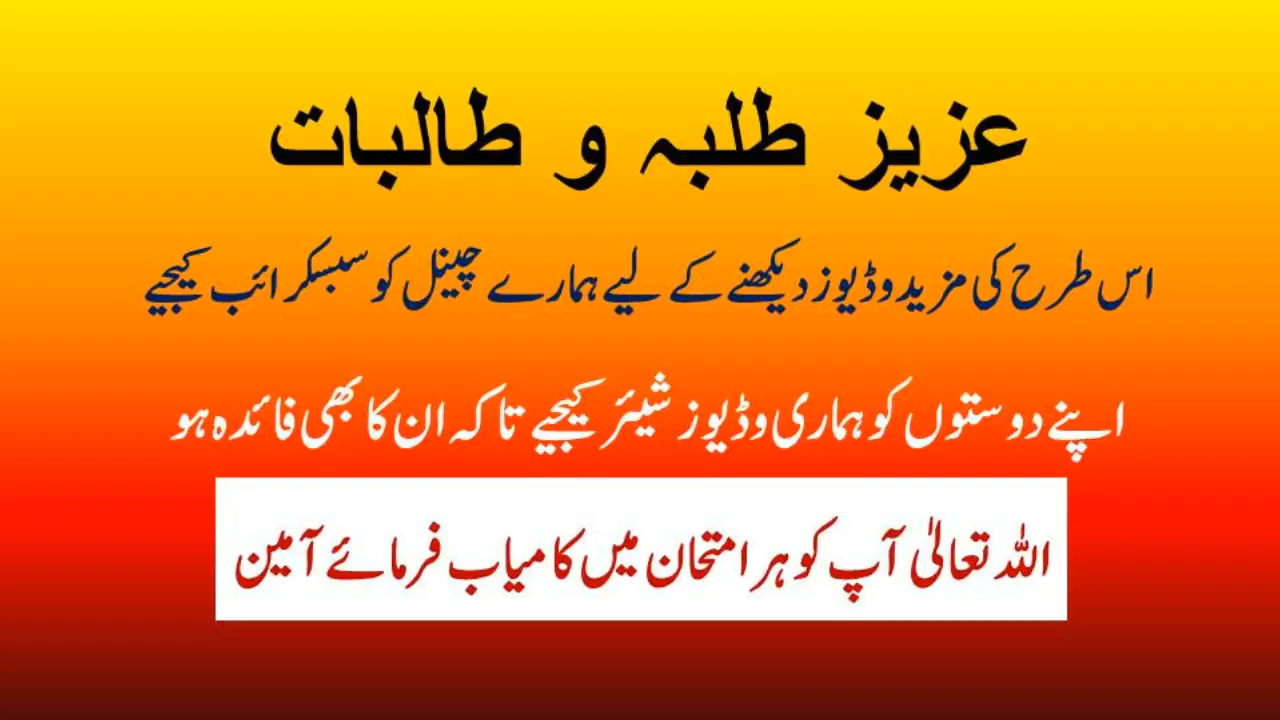 عزیز طلبہ و طالبات
اس طرح کی مزید وڈیوز دیکھنے کے لیے ہمارے چینل کو سبسکرائب کیجیے
اپنے دوستوں کو ہماری وڈیوز شیئر کیجیے تاکہ ان کا بھی فائدہ ہو
اللہ تعالیٰ آپ کو ہر امتحان میں کامیاب فرمائے آمین